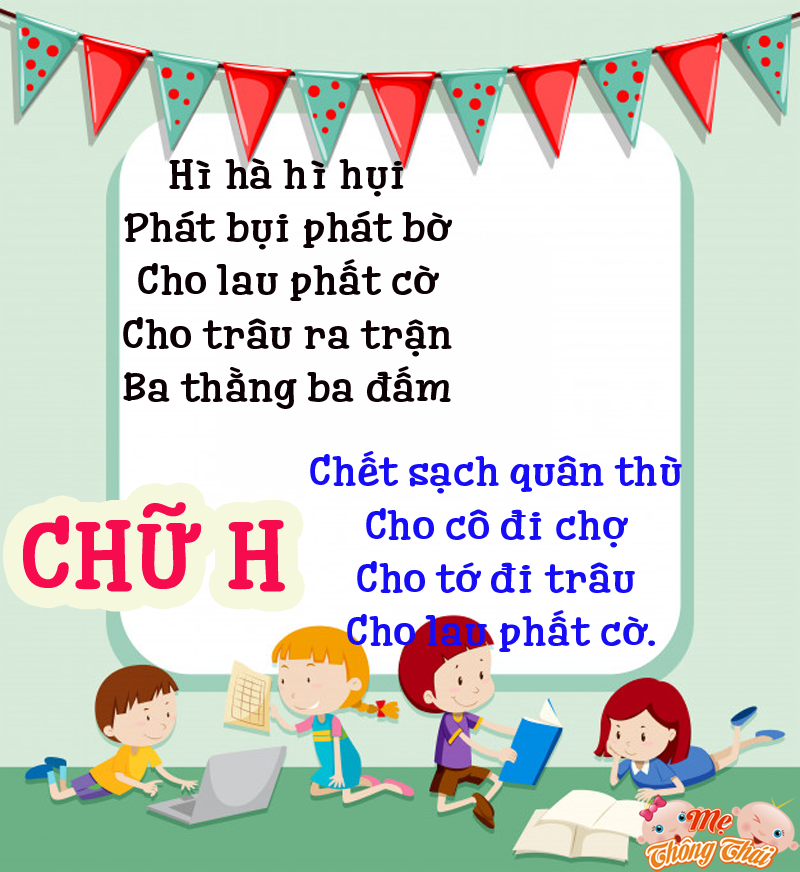 Hì hà hì hụi
Phát bụi phát bờ
Cho lau phất cờ
Cho trâu ra trận
Ba thằng ba đấm
Chết sạch quân thù
Cho cô đi chợ
Cho tớ đi trâu
Cho lau phất cờ.
CHỮ H
Mẹ
Thông Thái